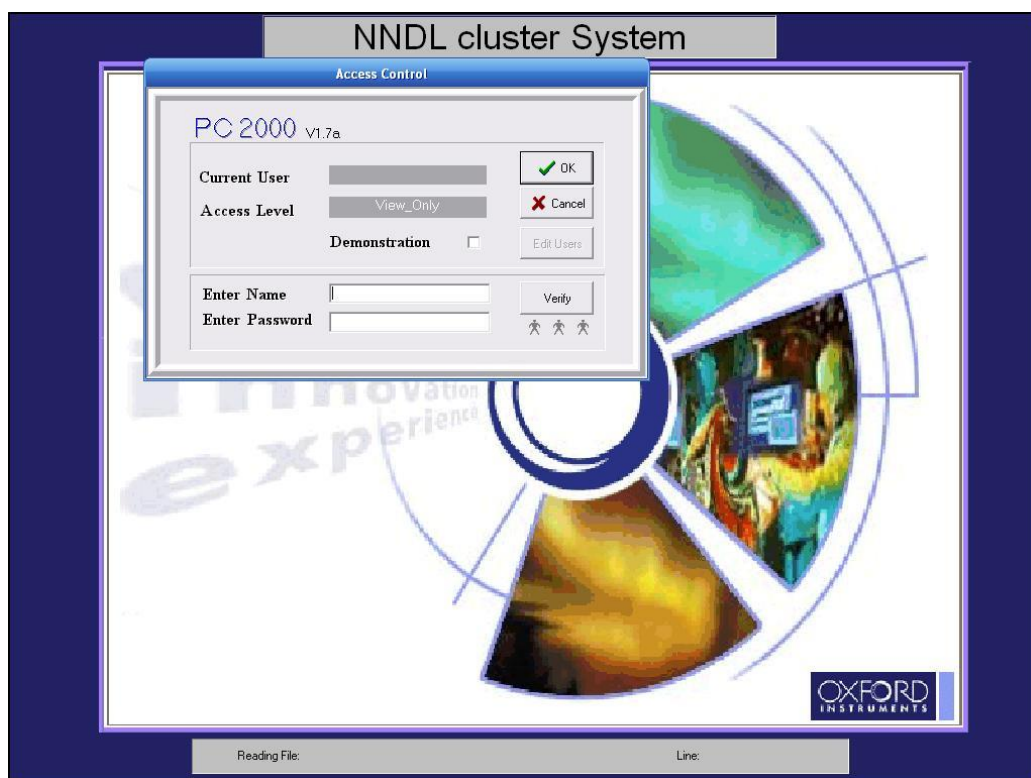 NNDL cluster System
Access Control
PC 2000 V1.7a
Current User
OK
Access Level View_Only
Cancel
Demonstration
Edit Users
Enter Name
Verify
Enter Password
innovation
experience
OXFORD
INSTRUMENTS
Reading File: Line: